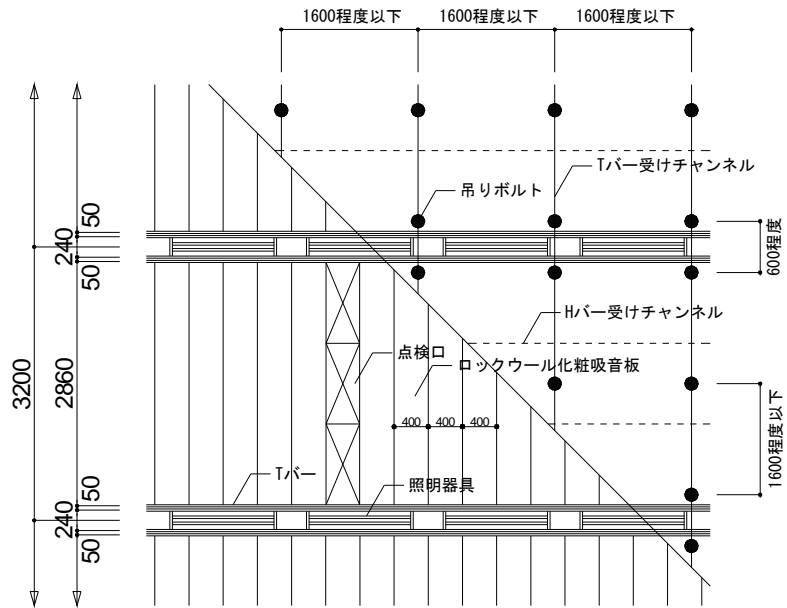 1600程度以下 1600程度以下 1600程度以下
Tバー受けチャンネル
吊りボルト
50
240
50
600程度
Hバー受けチャンネル
点検口
ロックウール化粧吸音板
3200
2860
400 400 400
1600程度以下
Tバー
照明器具
50
240
50